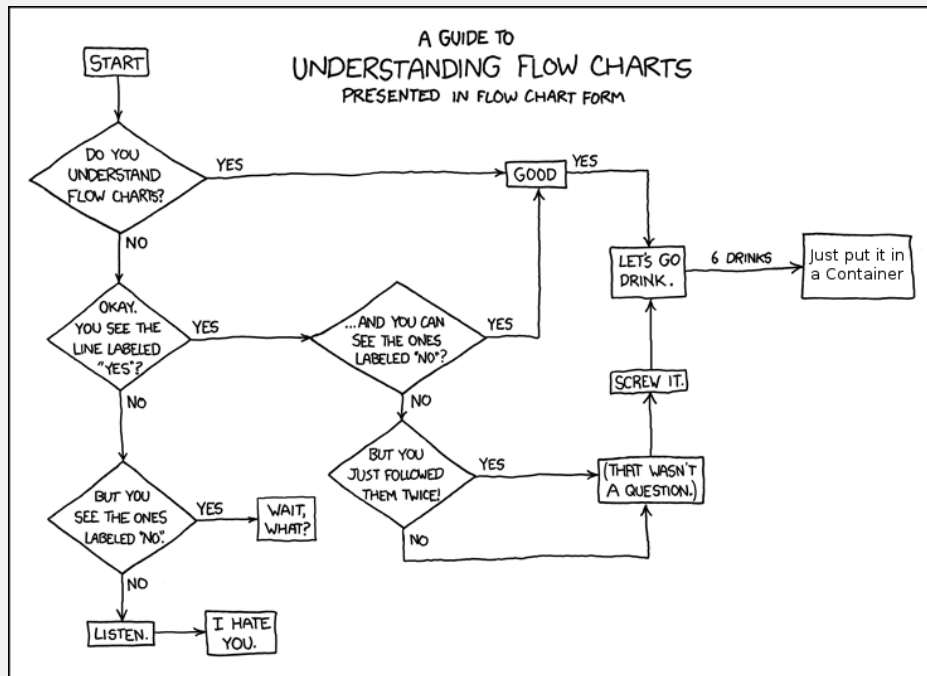 A GUIDE TO
UNDERSTANDING FLOW CHARTS
PRESENTED IN FLOW CHART FORM
START
DO YOU
UNDERSTAND
FLOW CHARTS?
YES
GOOD
YES
NO
LET'S GO
DRINK.
6 DRINKS
Just put it in
a Container
OKAY.
YOU SEE THE
LINE LABELED
"YES"?
YES
...AND YOU CAN
SEE THE ONES
LABELED "NO"?
YES
NO
NO
SCREW IT.
BUT YOU
JUST FOLLOWED
THEM TWICE!
YES
(THAT WASN'T
A QUESTION.)
NO
BUT YOU
SEE THE ONES
LABELED "NO".
YES
WAIT,
WHAT?
NO
LISTEN.
I HATE
YOU.